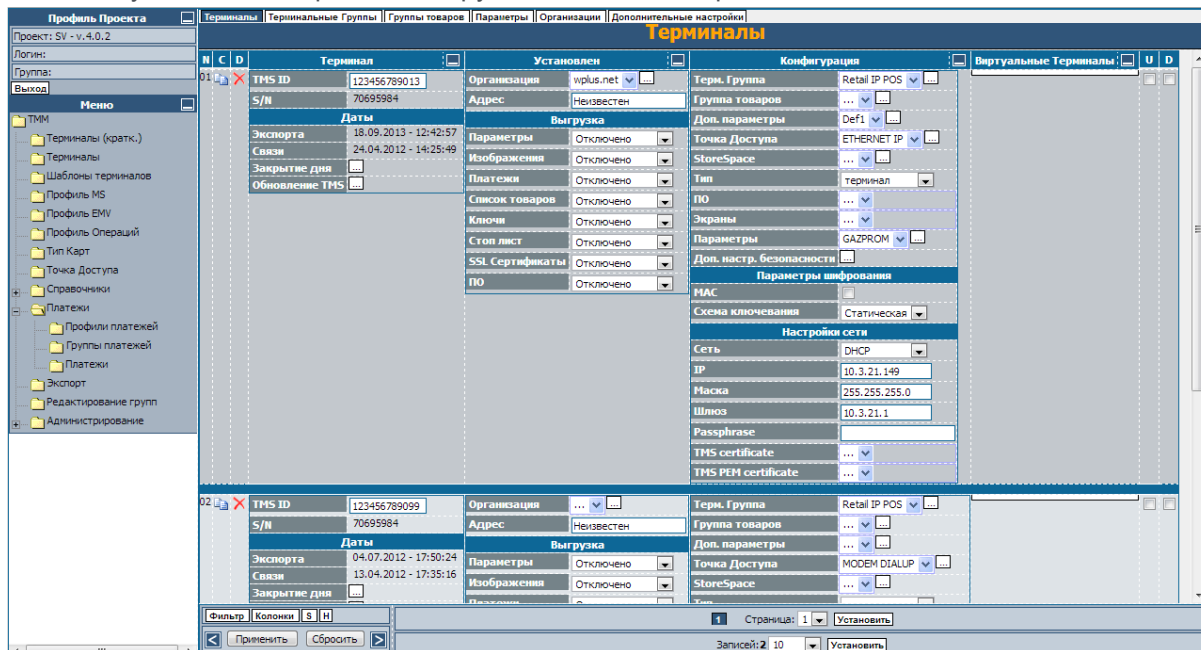 Профиль Проекта
Проект: SV - v.4.0.2
Логин:
Группа:
Выход
Меню
ТММ
Терминалы (кратк.)
Терминалы
Шаблоны терминалов
Профиль MS
Профиль EMV
Профиль Операций
Тип Карт
Точка Доступа
Справочники
Платежи
Профили платежей
Группы платежей
Платежи
Экспорт
Редактирование групп
Администрирование
Терминалы Терминальные Группы Группы товаров Параметры Организации Дополнительные настройки
Терминалы
N C D Терминал Установлен Конфигурация Виртуальные Терминалы U D
01
TMS ID 123456789013
S/N 70695984
Даты
Экспорта 18.09.2013 - 12:42:57
Связи 24.04.2012 - 14:25:49
Закрытие дня ...
Обновление TMS ...
Организация wplus.net ...
Адрес Неизвестен
Выгрузка
Параметры Отключено
Изображения Отключено
Платежи Отключено
Список товаров Отключено
Ключи Отключено
Стоп лист Отключено
SSL Сертификаты Отключено
ПО Отключено
Терм. Группа Retail IP POS ...
Группа товаров ... ...
Доп. параметры Def1 ...
Точка Доступа ETHERNET IP ...
StoreSpace ... ...
Тип терминал
ПО ...
Экраны ...
Параметры GAZPROM ...
Доп. настр. безопасности ...
Параметры шифрования
MAC
Схема ключевания Статическая
Настройки сети
Сеть DHCP
IP 10.3.21.149
Маска 255.255.255.0
Шлюз 10.3.21.1
Passphrase
TMS certificate ...
TMS PEM certificate ...
02
TMS ID 123456789099
S/N 70695984
Даты
Экспорта 04.07.2012 - 17:50:24
Связи 13.04.2012 - 17:35:16
Закрытие дня ...
Организация ... ...
Адрес Неизвестен
Выгрузка
Параметры Отключено
Изображения Отключено
Терм. Группа Retail IP POS ...
Группа товаров ... ...
Доп. параметры ... ...
Точка Доступа MODEM DIALUP ...
StoreSpace ... ...
Фильтр Колонки S H
1 Страница: 1 Установить
< Применить Сбросить >
Записей:2 10 Установить